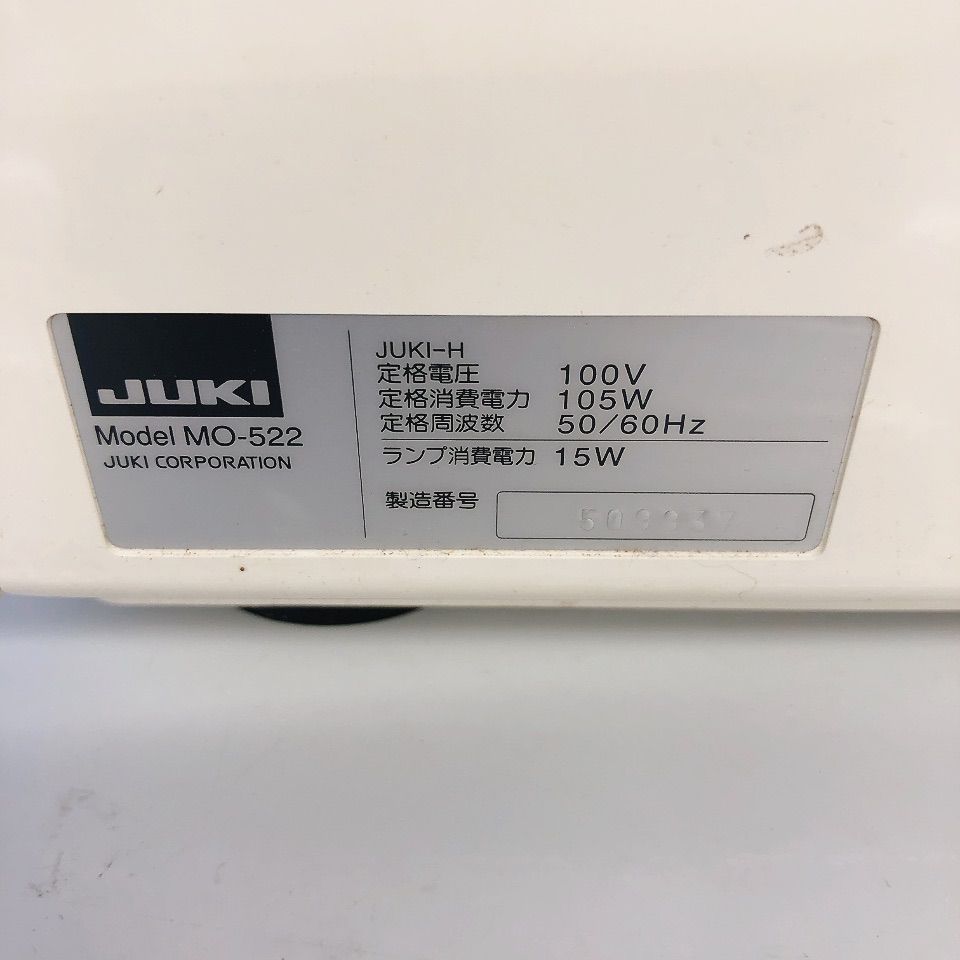 JUKI
Model MO-522
JUKI CORPORATION
JUKI-H
定格電圧 100V
定格消費電力 105W
定格周波数 50/60Hz
ランプ消費電力 15W
製造番号